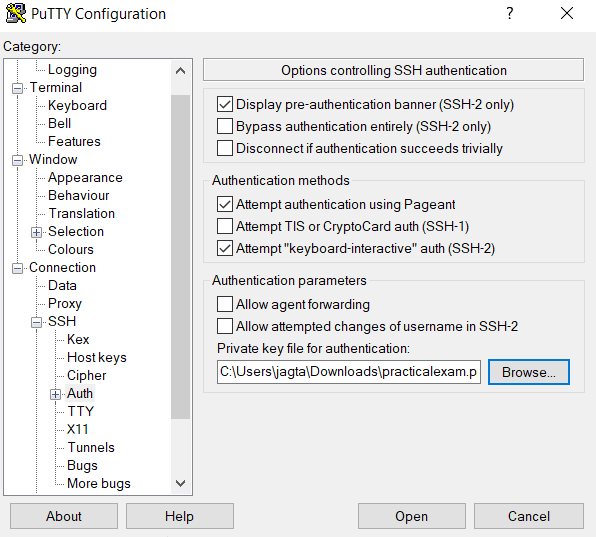 PuTTY Configuration
?
Category:
Logging
Terminal
Keyboard
Bell
Features
Window
Appearance
Behaviour
Translation
Selection
Colours
Connection
Data
Proxy
SSH
Kex
Host keys
Cipher
Auth
TTY
X11
Tunnels
Bugs
More bugs
Options controlling SSH authentication
Display pre-authentication banner (SSH-2 only)
Bypass authentication entirely (SSH-2 only)
Disconnect if authentication succeeds trivially
Authentication methods
Attempt authentication using Pageant
Attempt TIS or CryptoCard auth (SSH-1)
Attempt "keyboard-interactive" auth (SSH-2)
Authentication parameters
Allow agent forwarding
Allow attempted changes of username in SSH-2
Private key file for authentication:
C:\Users\jagta\Downloads\practicalexam.p
Browse...
About
Help
Open
Cancel